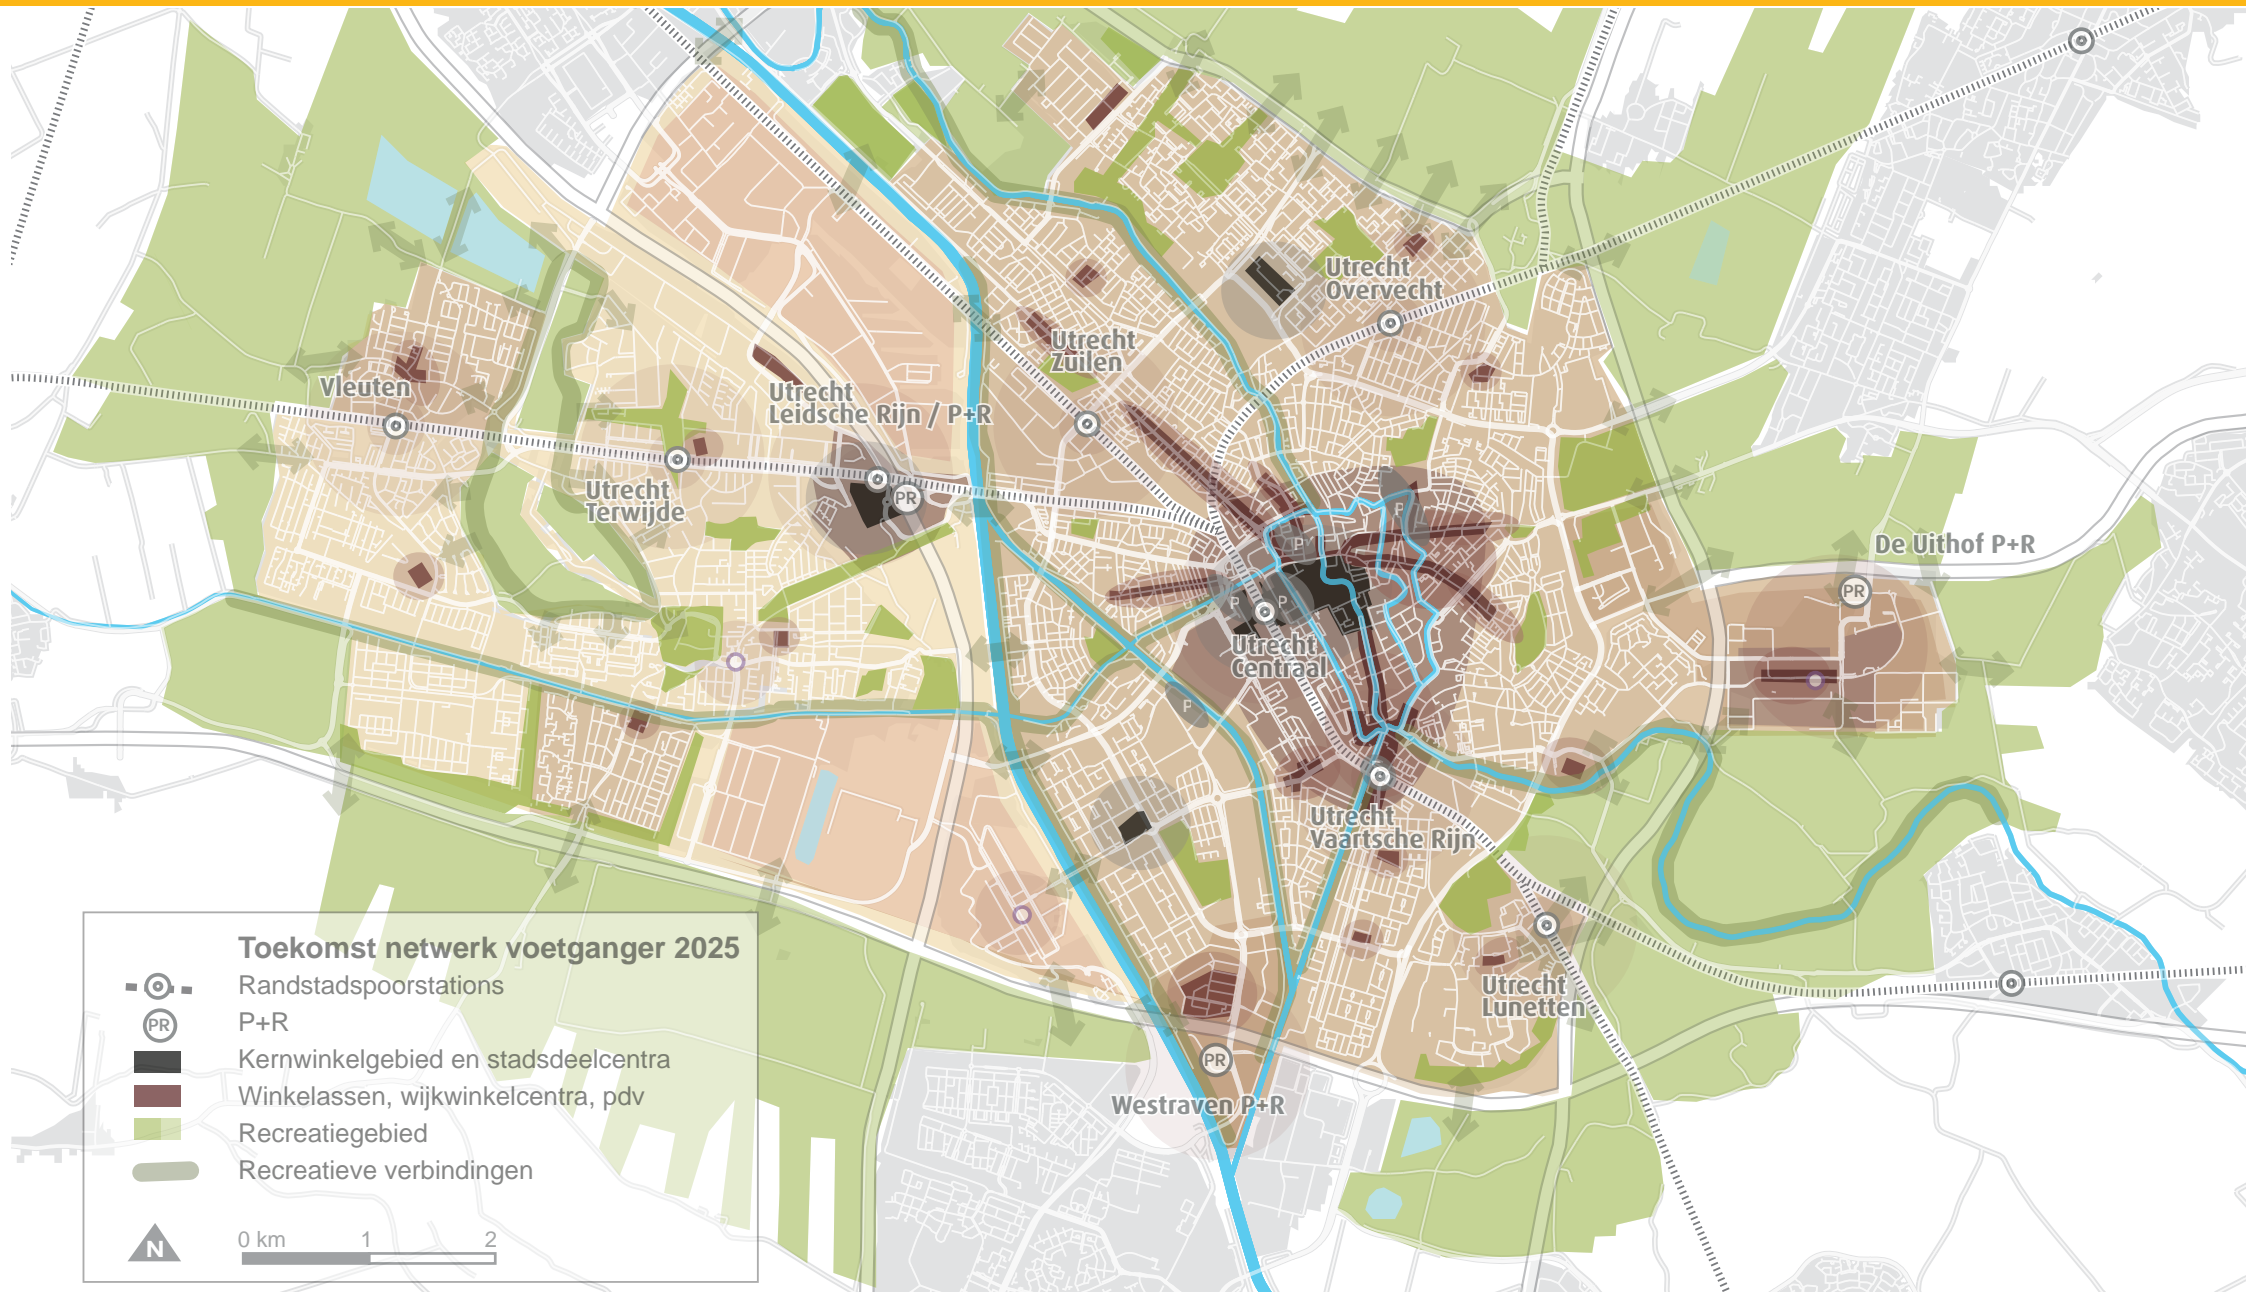 Utrecht
Overvecht
Utrecht
Zuilen
Vleuten
Utrecht
Leidsche Rijn / P+R
PR
Utrecht
Terwijde
P
P
De Uithof P+R
PR
P
P
Utrecht
Centraal
P
Utrecht
Vaartsche Rijn
Utrecht
Lunetten
PR
Westraven P+R
Toekomst netwerk voetganger 2025
Randstadspoorstations
PR
P+R
Kernwinkelgebied en stadsdeelcentra
Winkelassen, wijkwinkelcentra, pdv
Recreatiegebied
Recreatieve verbindingen
N
0 km 1 2